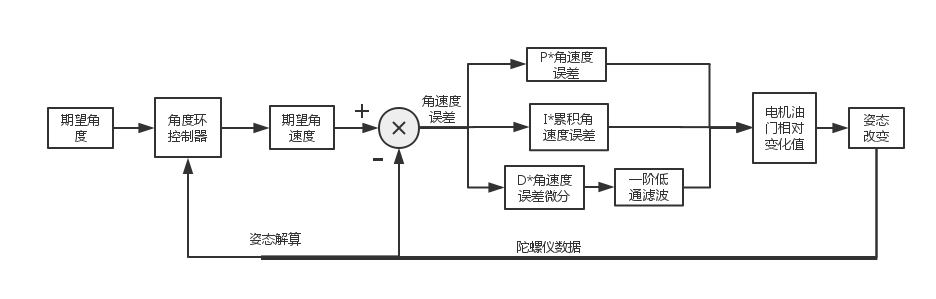 期望角
度
角度环
控制器
期望角
速度
+
-
角速度
误差
P*角速度
误差
I*累积角
速度误差
D*角速度
误差微分
一阶低
通滤波
电机油
门相对
变化值
姿态
改变
姿态解算
陀螺仪数据